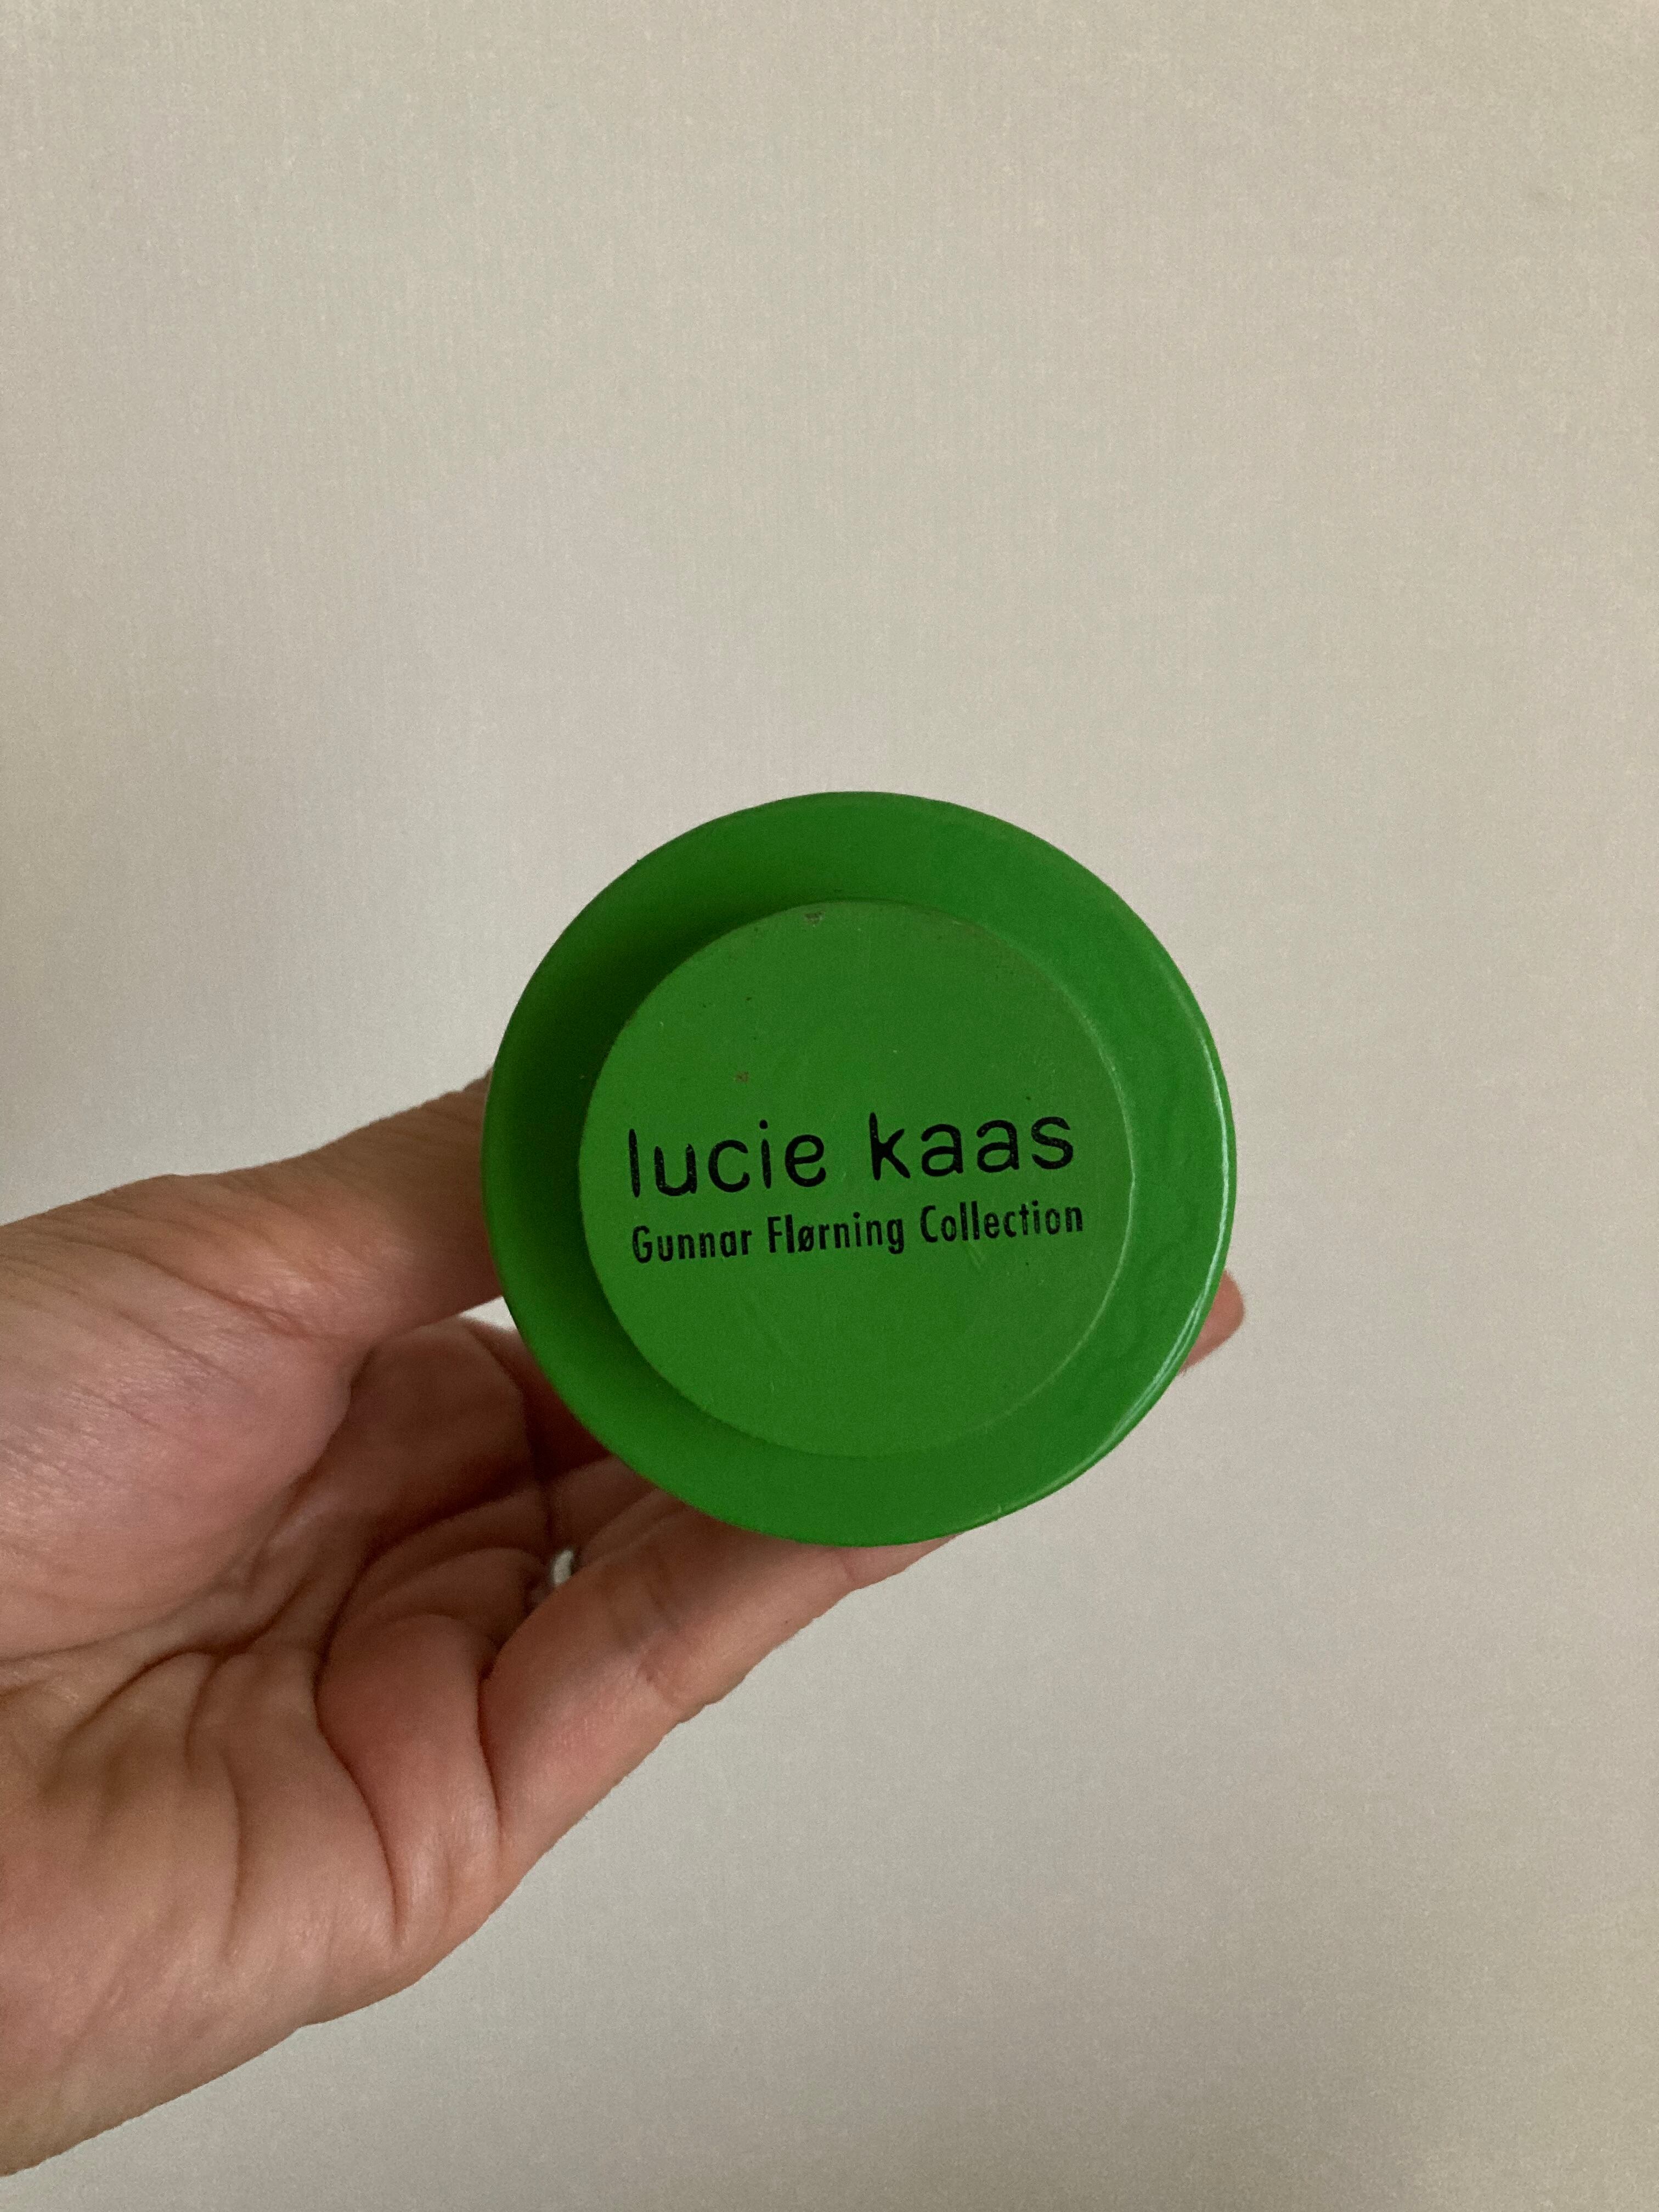 lucie kaas
Gunnar Flørning Collection